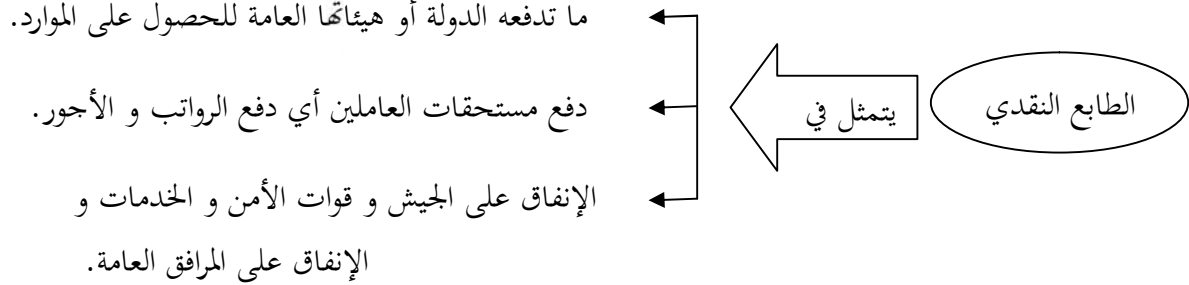 الطابع النقدي
يتمثل في
ما تدفعه الدولة أو هيئاتها العامة للحصول على الموارد.
دفع مستحقات العاملين أي دفع الرواتب و الأجور.
الإنفاق على الجيش و قوات الأمن و الخدمات و
الإنفاق على المرافق العامة.